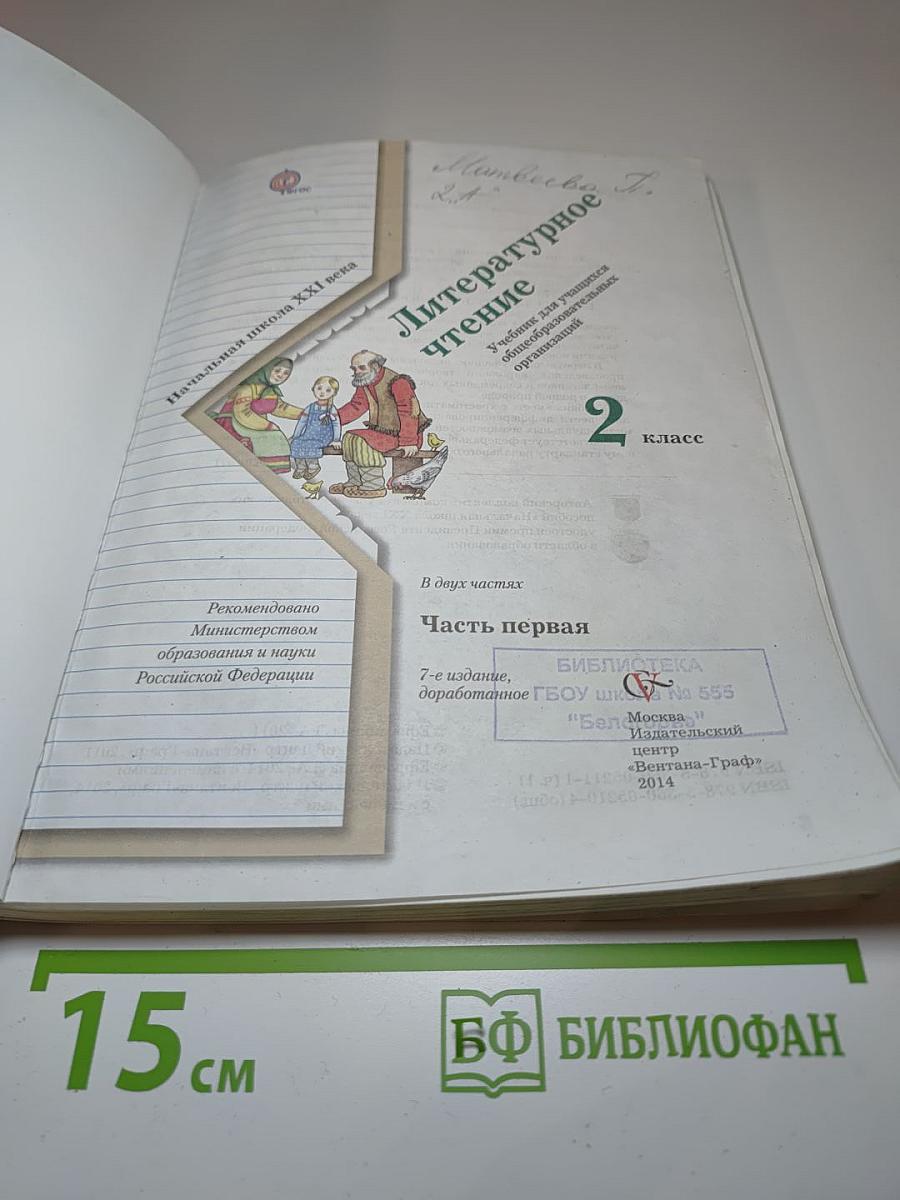 ФГОС
Матвеева П.
2 „А"
Начальная школа XXI века
Литературное
чтение
Учебник для учащихся
общеобразовательных
организаций
2 класс
В двух частях
Часть первая
7-е издание,
доработанное
Рекомендовано
Министерством
образования и науки
Российской Федерации
БИБЛИОТЕКА
ГБОУ школа № 555
"Белогорье"
Москва
Издательский
центр
«Вентана-Граф»
2014
15 см
БФ БИБЛИОФАН